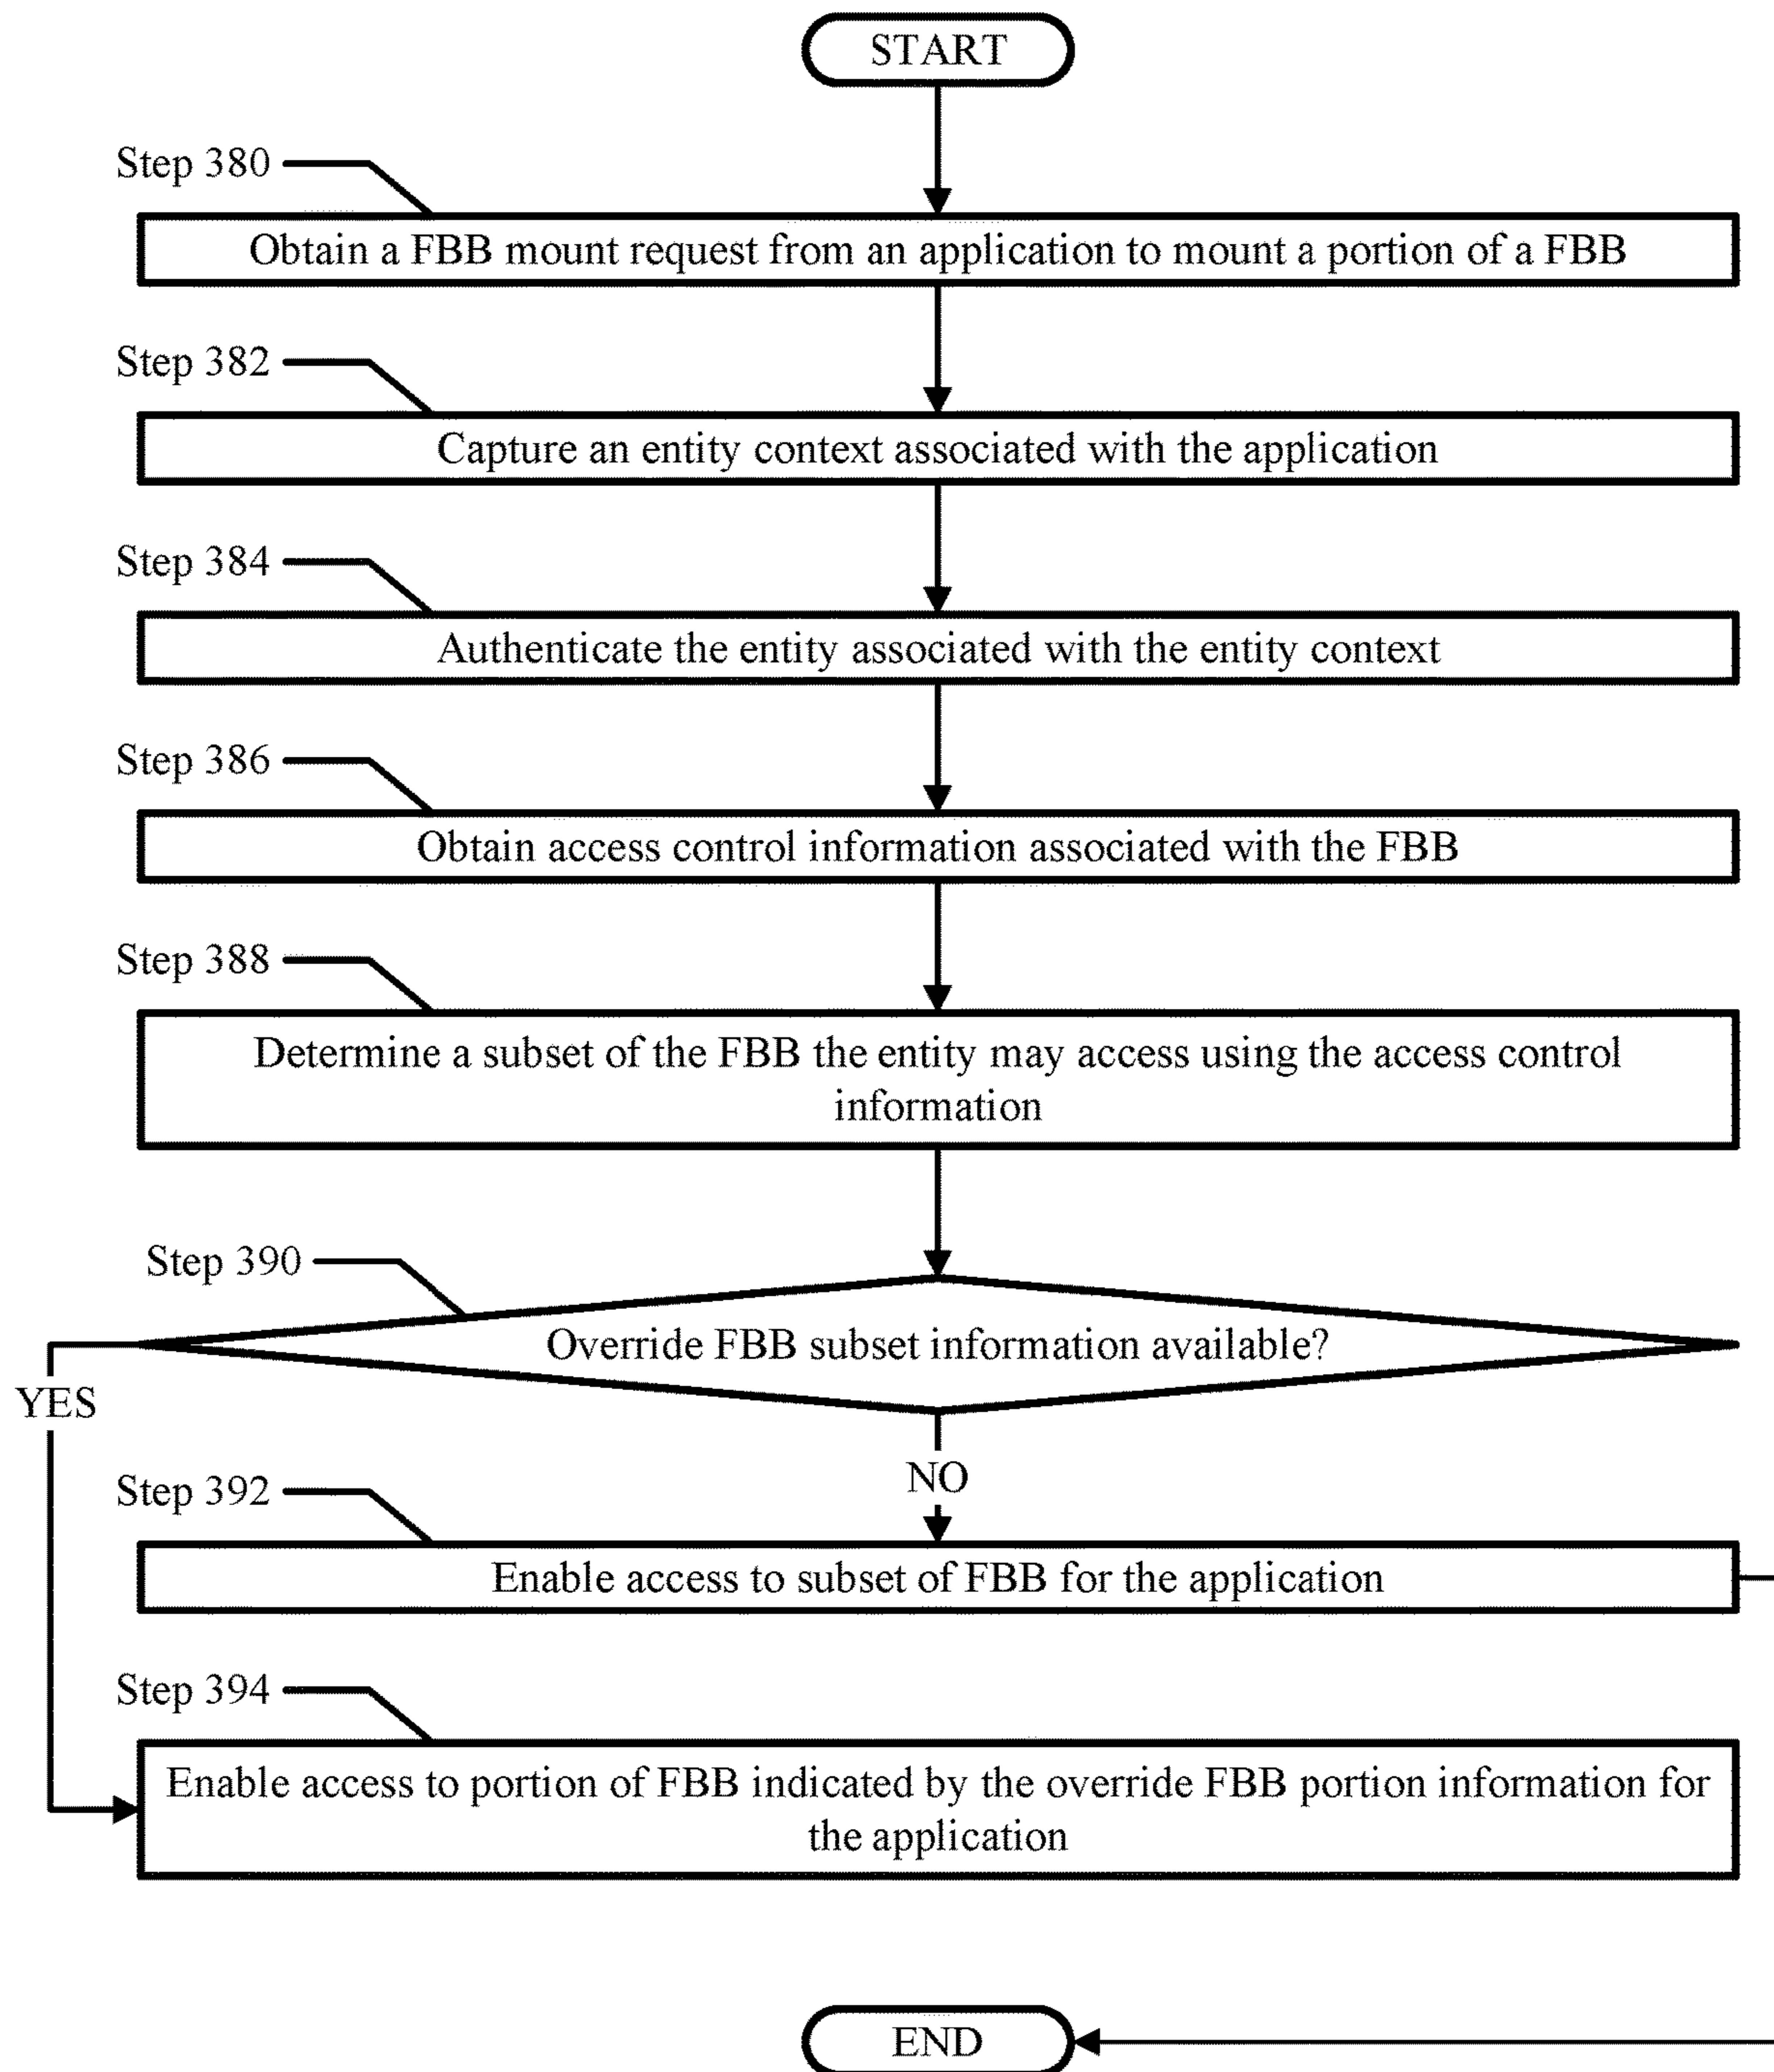 START
Step 380
Obtain a FBB mount request from an application to mount a portion of a FBB
Step 382
Capture an entity context associated with the application
Step 384
Authenticate the entity associated with the entity context
Step 386
Obtain access control information associated with the FBB
Step 388
Determine a subset of the FBB the entity may access using the access control
information
Step 390
Override FBB subset information available?
YES
NO
Step 392
Enable access to subset of FBB for the application
Step 394
Enable access to portion of FBB indicated by the override FBB portion information for
the application
END